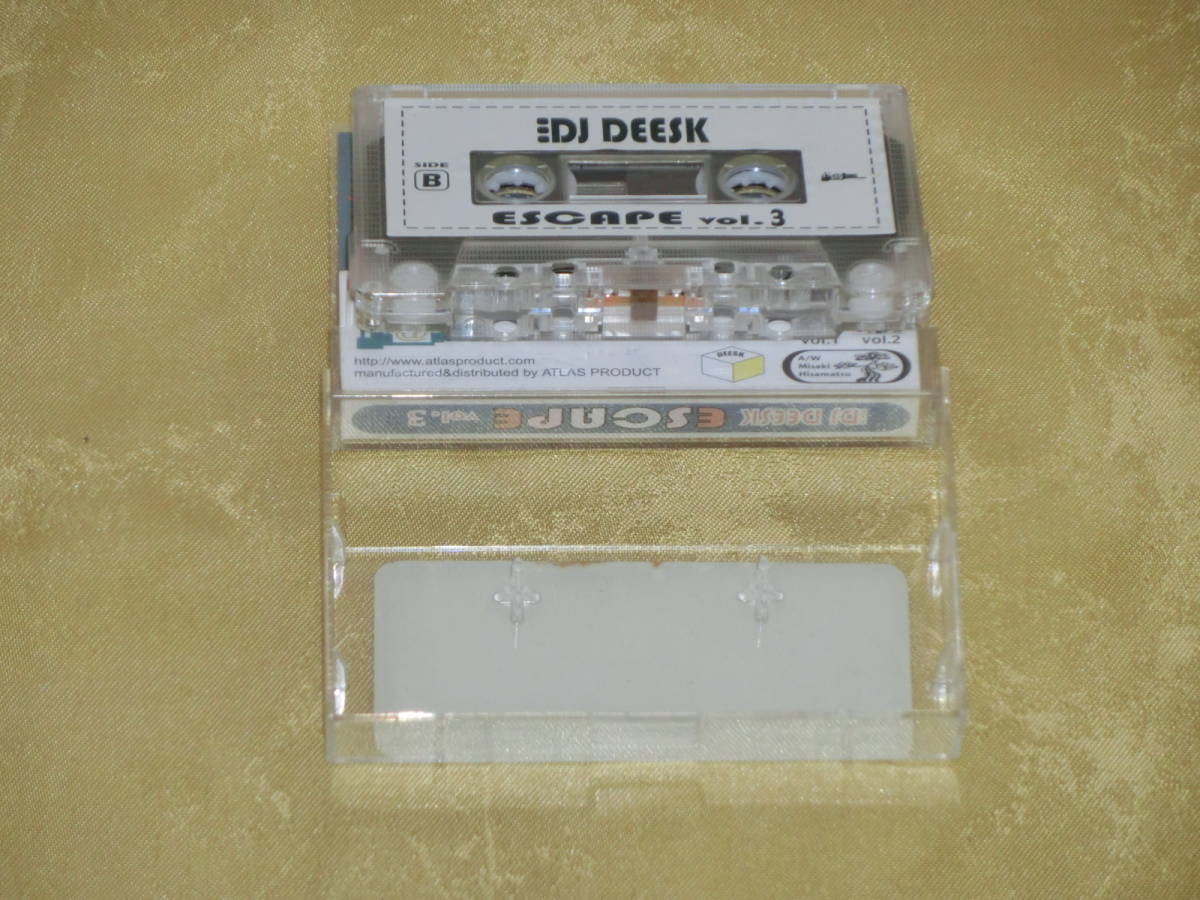 DJ DEESK
SIDE
B
ESCAPE vol.3
vol.1 vol.2
http://www.atlasproduct.com
manufactured&distributed by ATLAS PRODUCT
DEESK
A/W
Misaki
Hisamatsu
DJ DEESK ESCAPE vol.3